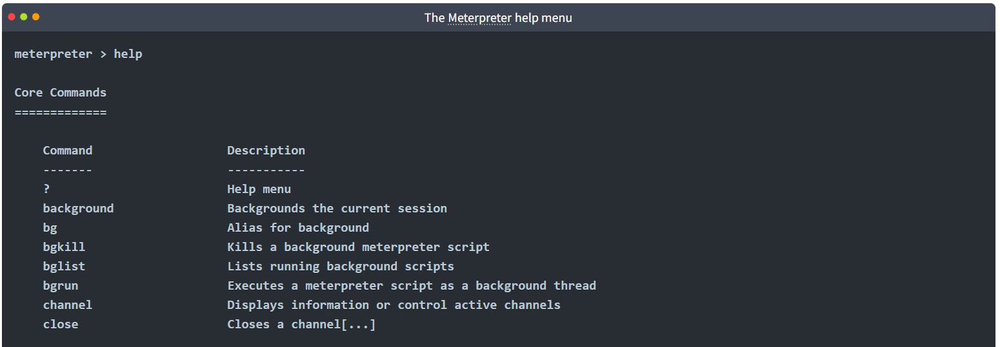 The Meterpreter help menu
meterpreter > help
Core Commands
=============
Command Description
------- -----------
? Help menu
background Backgrounds the current session
bg Alias for background
bgkill Kills a background meterpreter script
bglist Lists running background scripts
bgrun Executes a meterpreter script as a background thread
channel Displays information or control active channels
close Closes a channel[...]